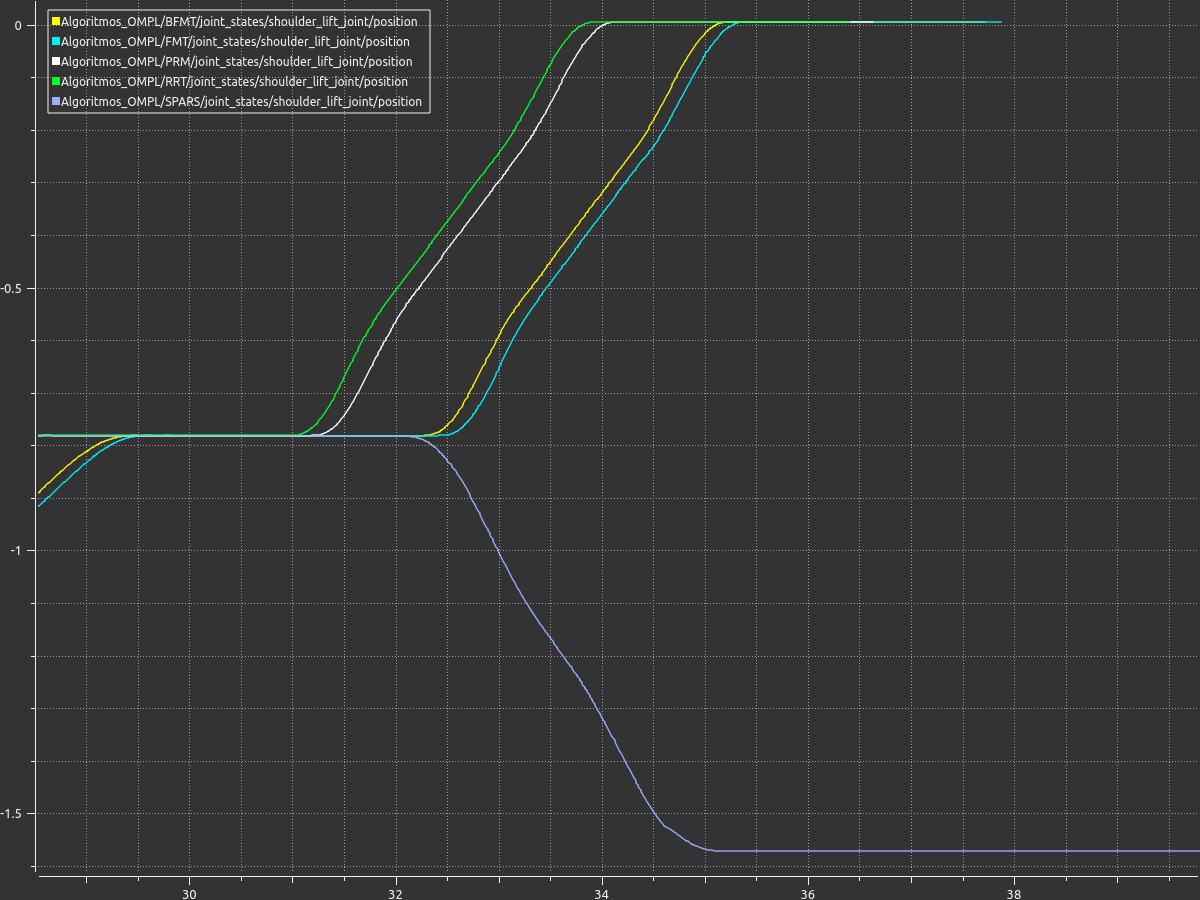 Algoritmos_OMPL/BFMT/joint_states/shoulder_lift_joint/position
Algoritmos_OMPL/FMT/joint_states/shoulder_lift_joint/position
Algoritmos_OMPL/PRM/joint_states/shoulder_lift_joint/position
Algoritmos_OMPL/RRT/joint_states/shoulder_lift_joint/position
Algoritmos_OMPL/SPARS/joint_states/shoulder_lift_joint/position
0
-0.5
-1
-1.5
30 32 34 36 38